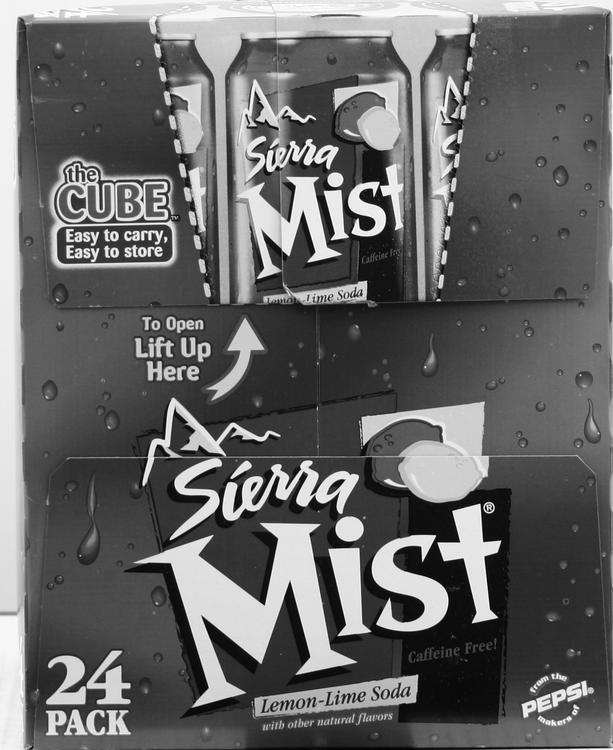 Sierra
Mist
Caffeine Free
Lemon-Lime Soda
the
CUBE™
Easy to carry,
Easy to store
To Open
Lift Up
Here
Sierra
Mist®
Caffeine Free!
Lemon-Lime Soda
with other natural flavors
24
PACK
from the
makers of
PEPSI®